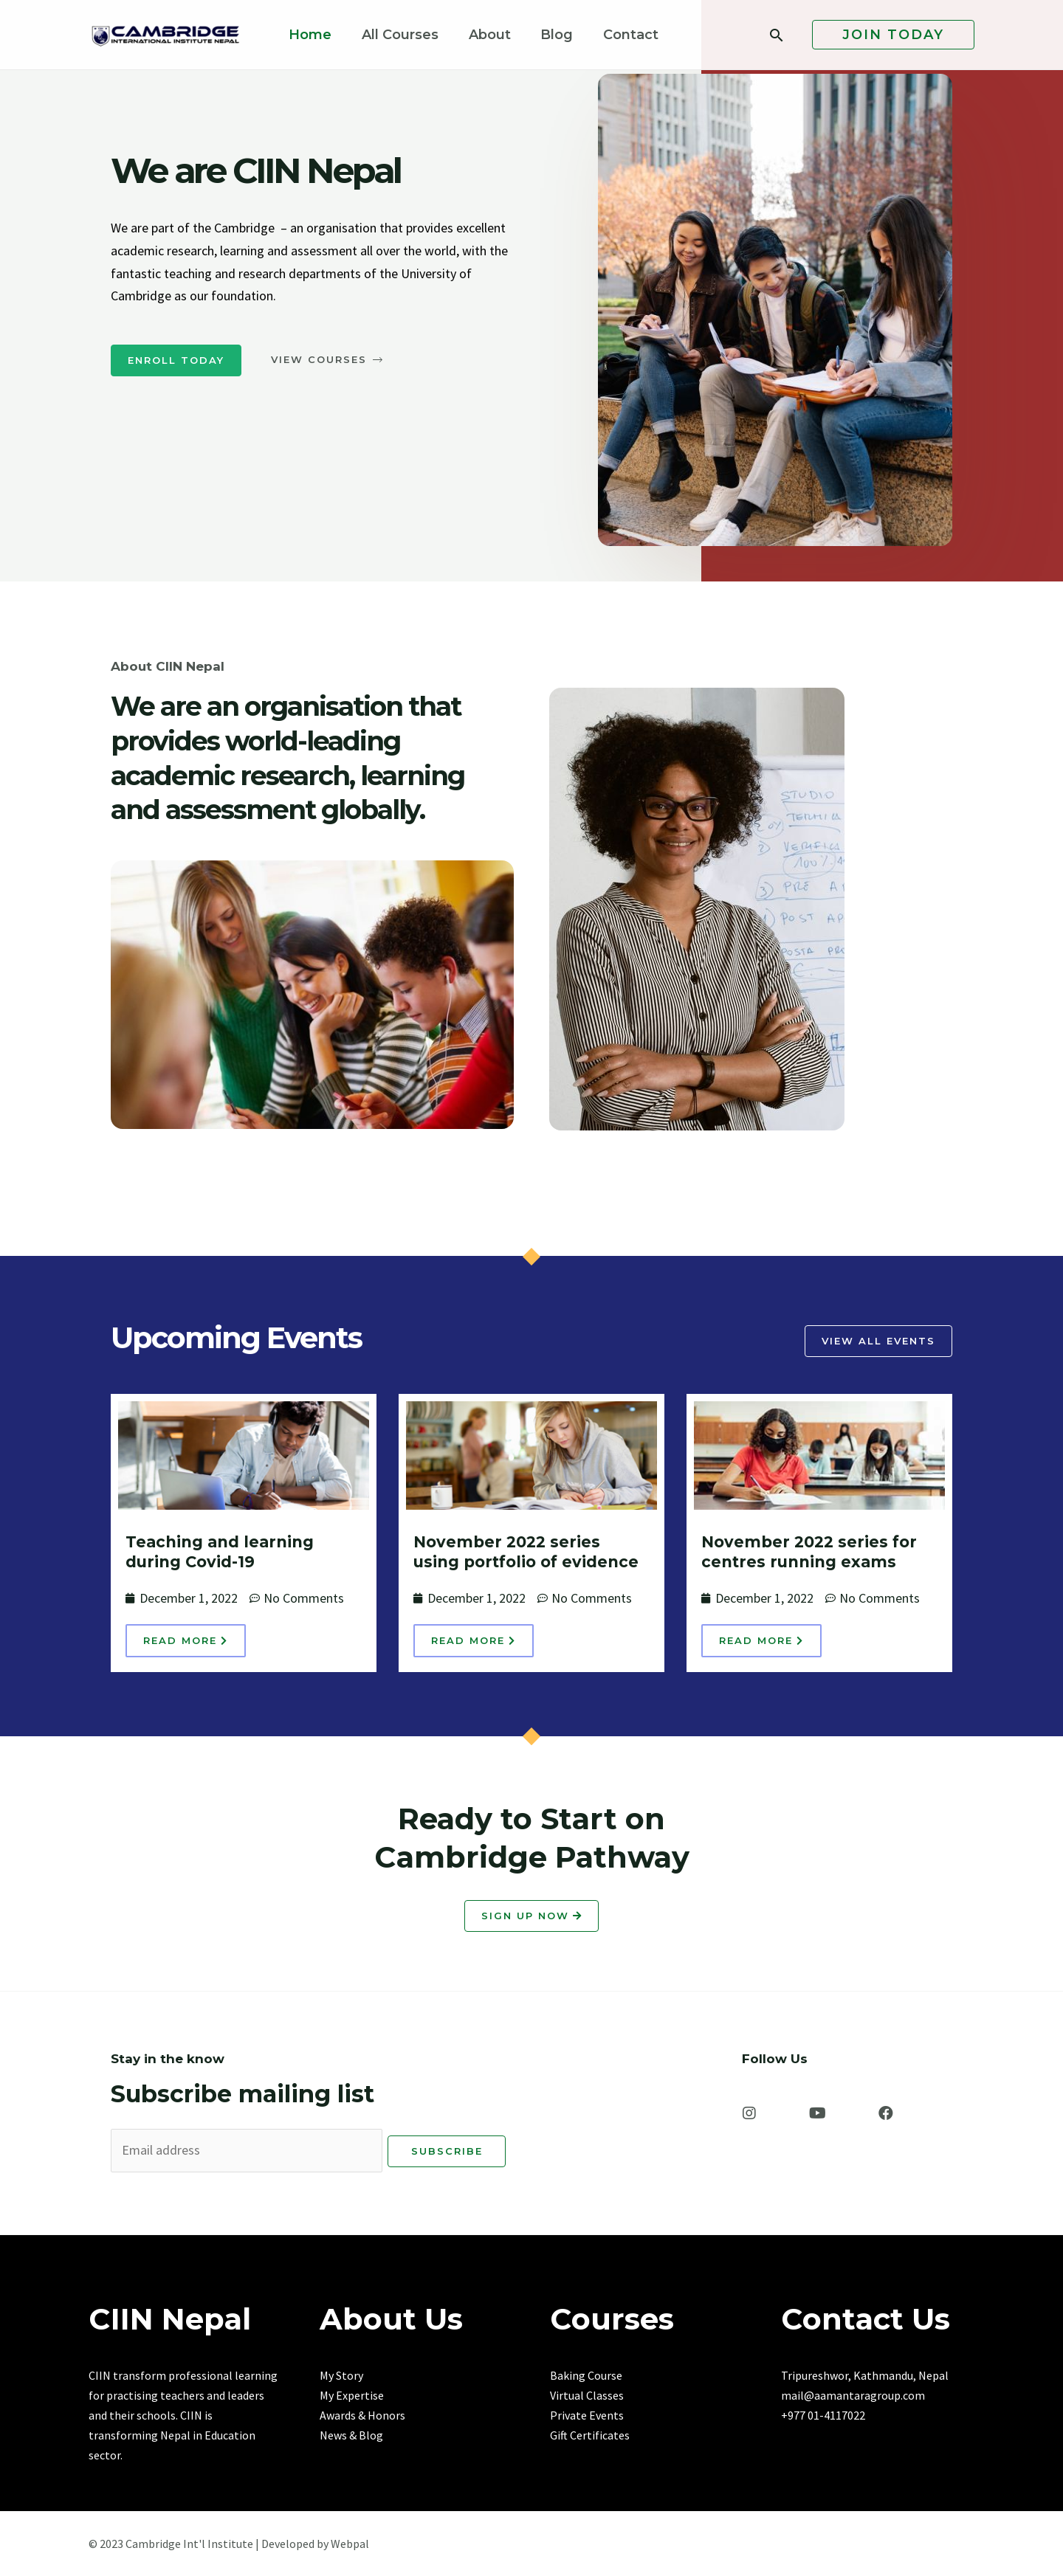 CAMBRIDGE
INTERNATIONAL INSTITUTE NEPAL
Home
All Courses
About
Blog
Contact
JOIN TODAY
We are CIIN Nepal
We are part of the Cambridge – an organisation that provides excellent
academic research, learning and assessment all over the world, with the
fantastic teaching and research departments of the University of
Cambridge as our foundation.
ENROLL TODAY
VIEW COURSES
About CIIN Nepal
We are an organisation that
provides world-leading
academic research, learning
and assessment globally.
STUDIO
100%
Upcoming Events
VIEW ALL EVENTS
Teaching and learning
during Covid-19
December 1, 2022 No Comments
READ MORE
November 2022 series
using portfolio of evidence
December 1, 2022 No Comments
READ MORE
November 2022 series for
centres running exams
December 1, 2022 No Comments
READ MORE
Ready to Start on
Cambridge Pathway
SIGN UP NOW
Stay in the know
Subscribe mailing list
Email address
SUBSCRIBE
Follow Us
CIIN Nepal
CIIN transform professional learning
for practising teachers and leaders
and their schools. CIIN is
transforming Nepal in Education
sector.
About Us
My Story
My Expertise
Awards & Honors
News & Blog
Courses
Baking Course
Virtual Classes
Private Events
Gift Certificates
Contact Us
Tripureshwor, Kathmandu, Nepal
mail@aamantaragroup.com
+977 01-4117022
© 2023 Cambridge Int'l Institute | Developed by Webpal